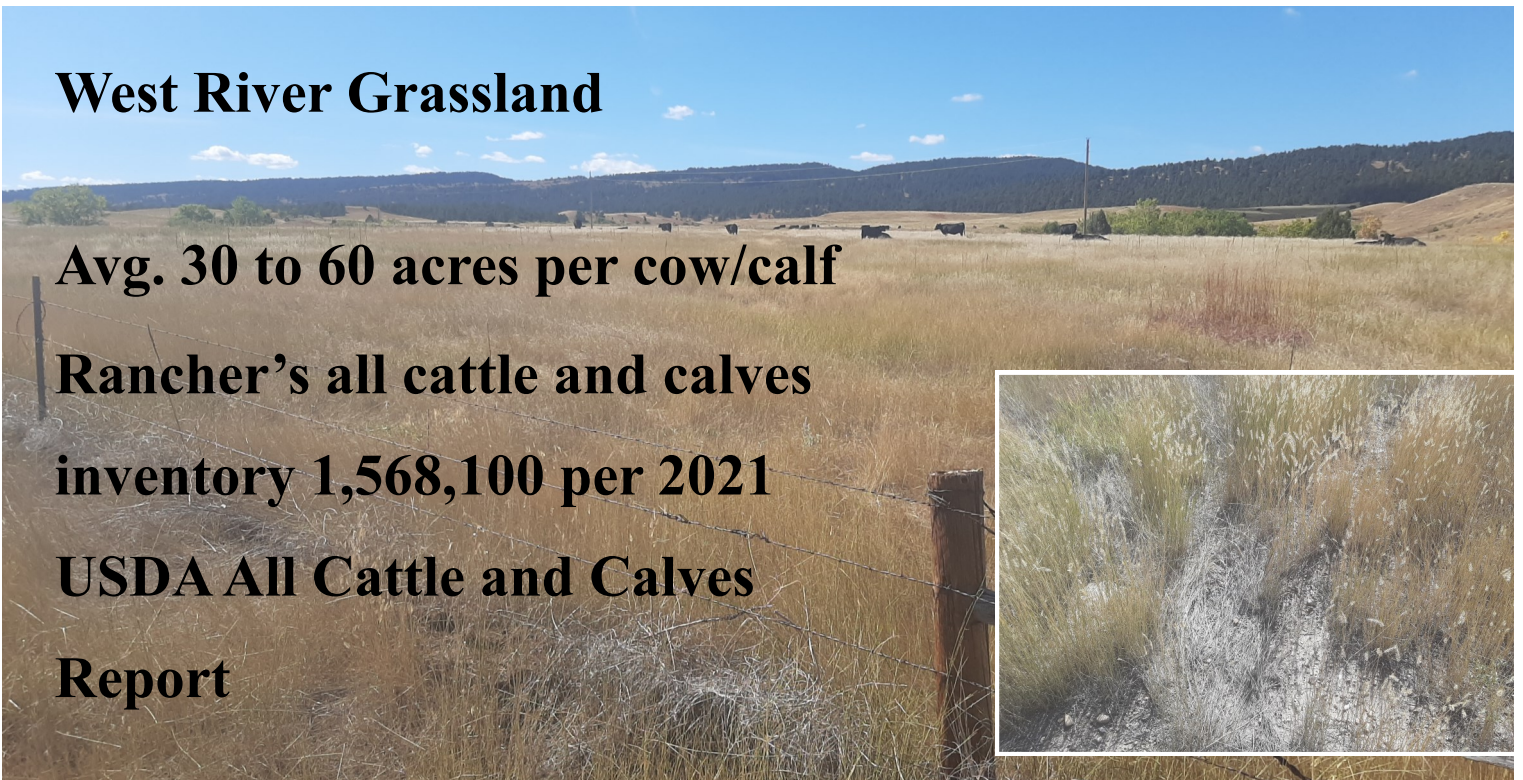 West River Grassland
Avg. 30 to 60 acres per cow/calf
Rancher’s all cattle and calves
inventory 1,568,100 per 2021
USDA All Cattle and Calves
Report